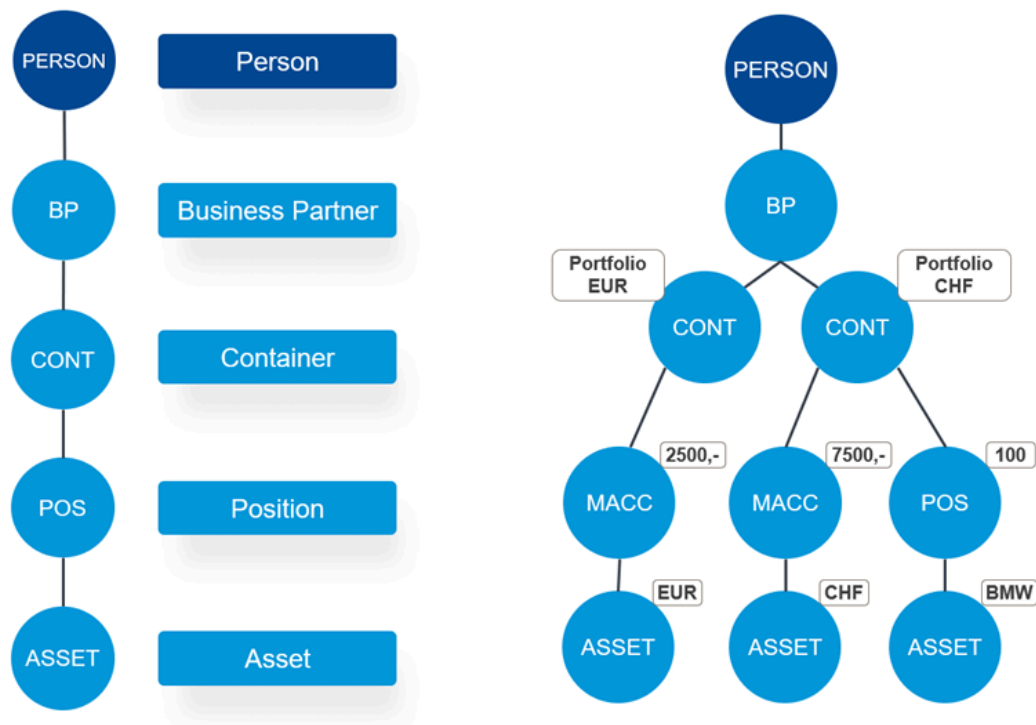 PERSON
Person
BP
Business Partner
CONT
Container
POS
Position
ASSET
Asset
PERSON
BP
Portfolio
EUR
Portfolio
CHF
CONT
CONT
2500,-
7500,-
100
MACC
MACC
POS
EUR
CHF
BMW
ASSET
ASSET
ASSET